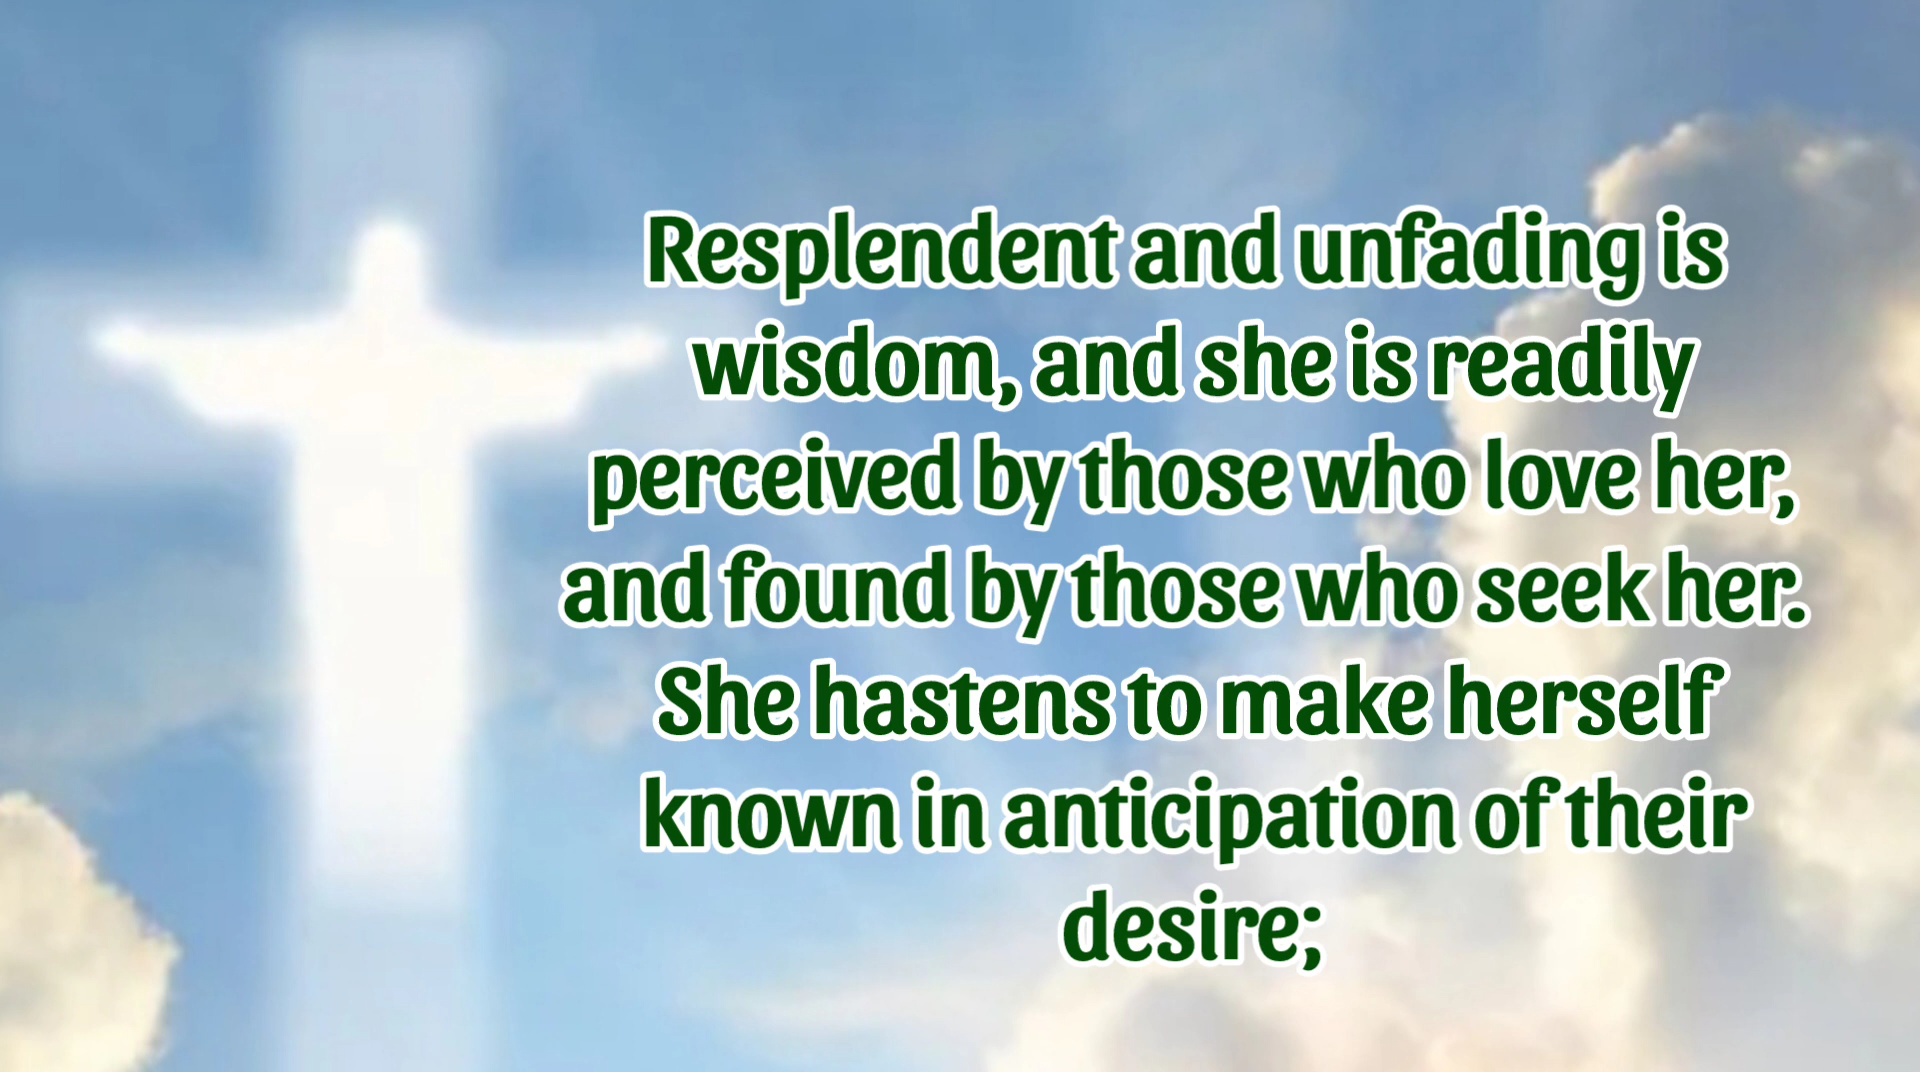 Resplendent and unfading is
wisdom, and she is readily
perceived by those who love her,
and found by those who seek her.
She hastens to make herself
known in anticipation of their
desire;